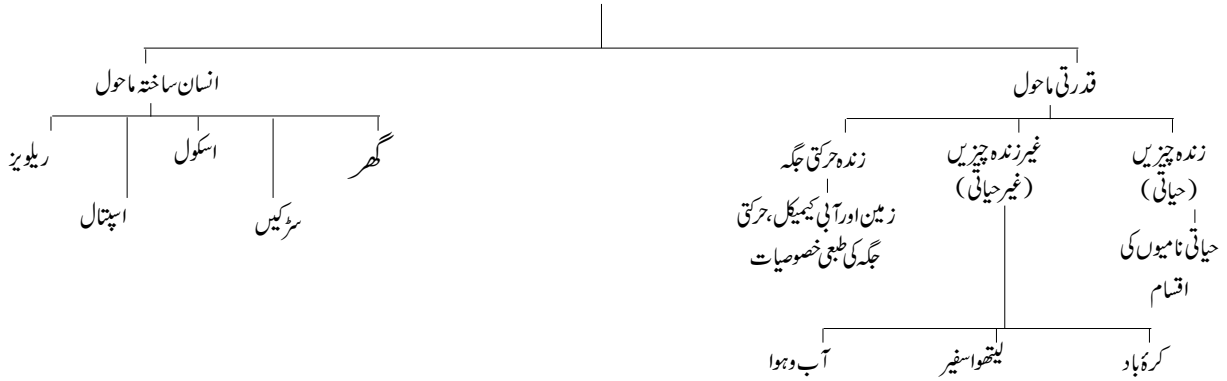 قدرتی ماحول
انسان ساختہ ماحول
زندہ چیزیں
(حیاتی)
حیاتی نامیوں کی
اقسام
غیر زندہ چیزیں
(غیر حیاتی)
زندہ حرکتی جگہ
زمین اور آبی کیمیکل، حرکتی
جگہ کی طبعی خصوصیات
کرۂ باد
لیتھواسفیر
آب و ہوا
گھر
سڑکیں
اسکول
اسپتال
ریلویز